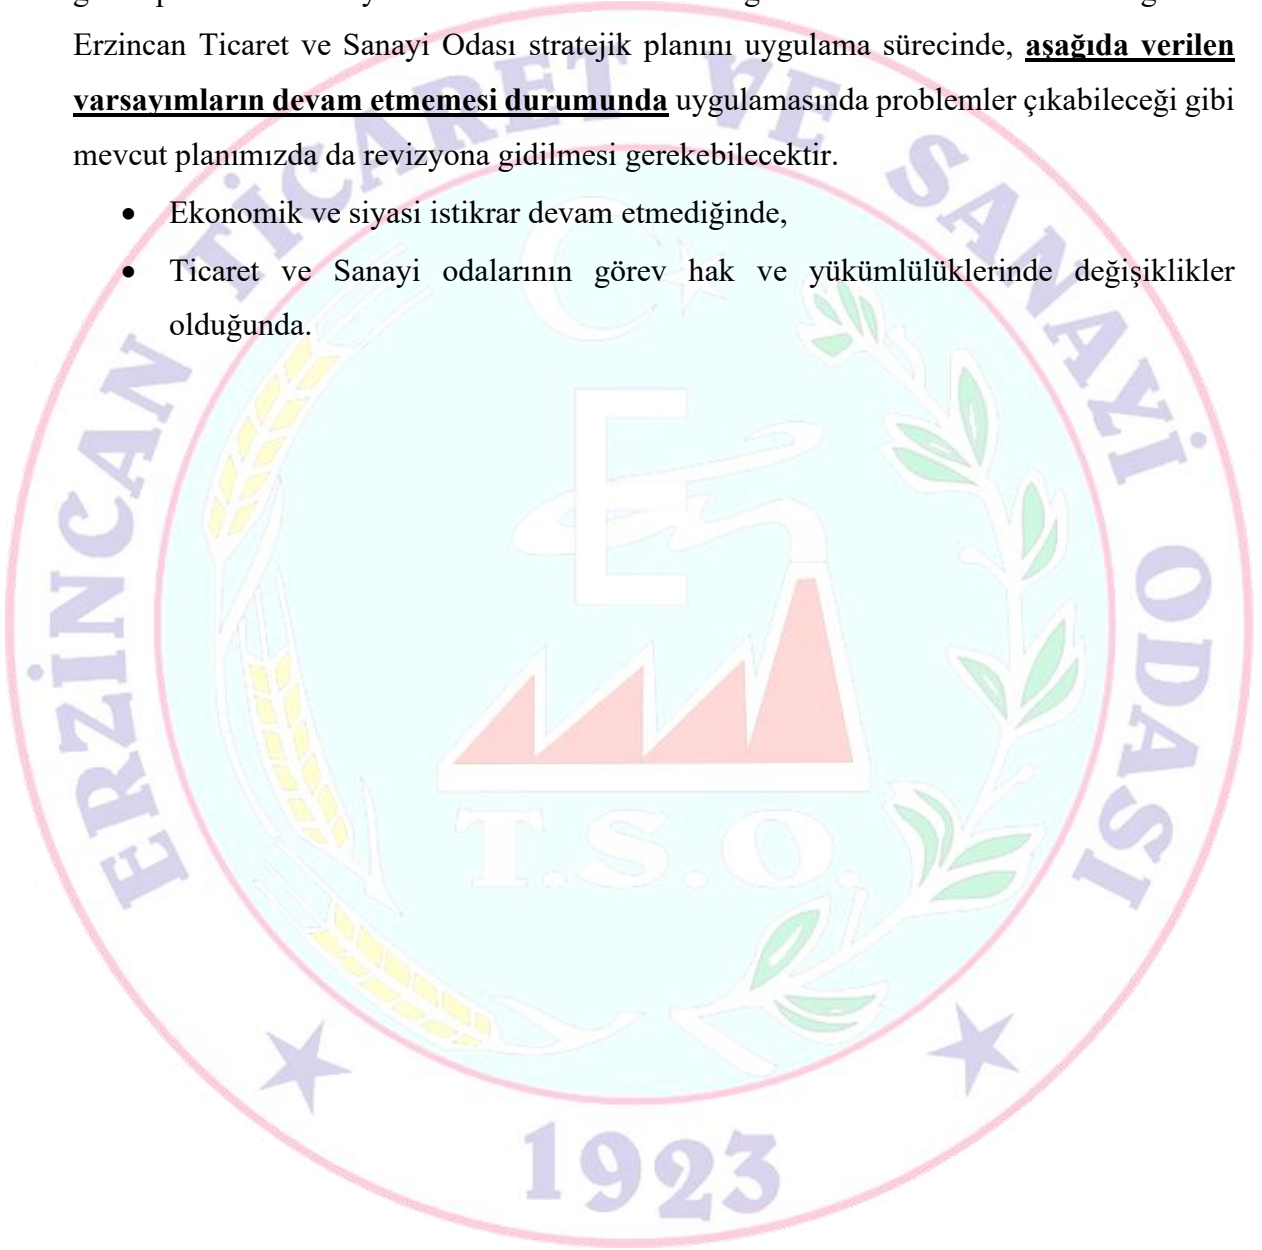 Erzincan Ticaret ve Sanayi Odası stratejik planını uygulama sürecinde, aşağıda verilen
varsayımların devam etmemesi durumunda uygulamasında problemler çıkabileceği gibi
mevcut planımızda da revizyona gidilmesi gerekebilecektir.
• Ekonomik ve siyasi istikrar devam etmediğinde,
• Ticaret ve Sanayi odalarının görev hak ve yükümlülüklerinde değişiklikler
olduğunda.
ERZİNCAN TİCARET VE SANAYİ ODASI
E
T.S.O.
1923